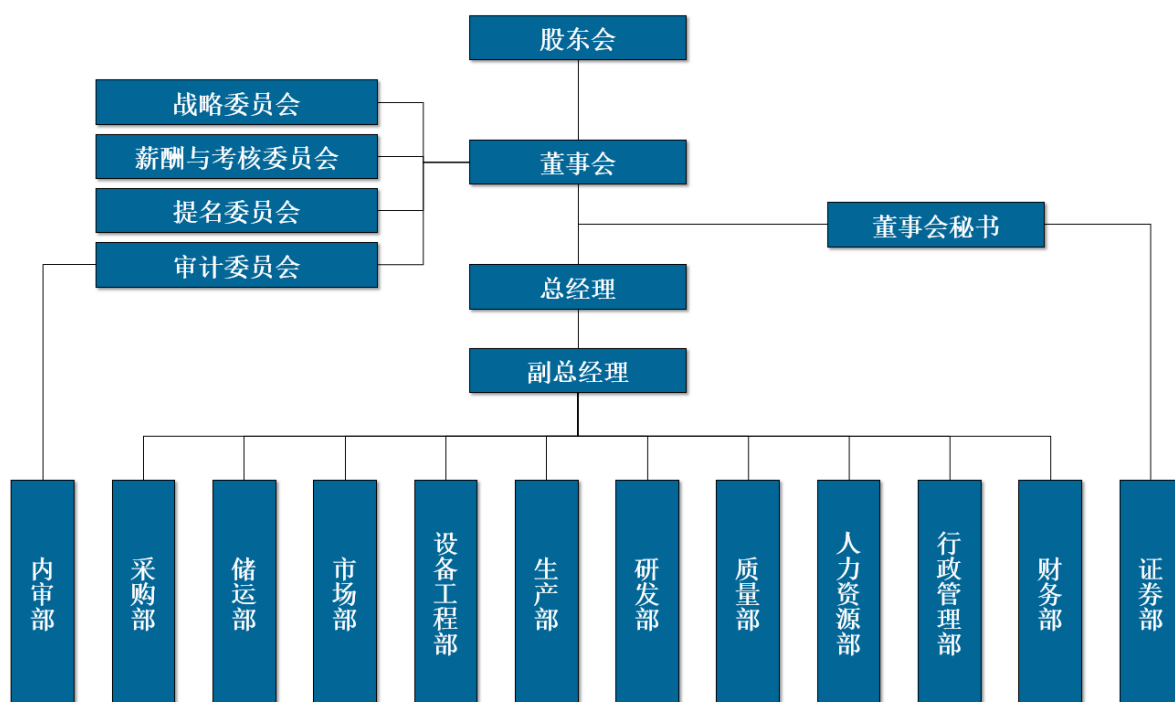 股东会
战略委员会
薪酬与考核委员会
董事会
提名委员会
董事会秘书
审计委员会
总经理
副总经理
内审部
采购部
储运部
市场部
设备工程部
生产部
研发部
质量部
人力资源部
行政管理部
财务部
证券部